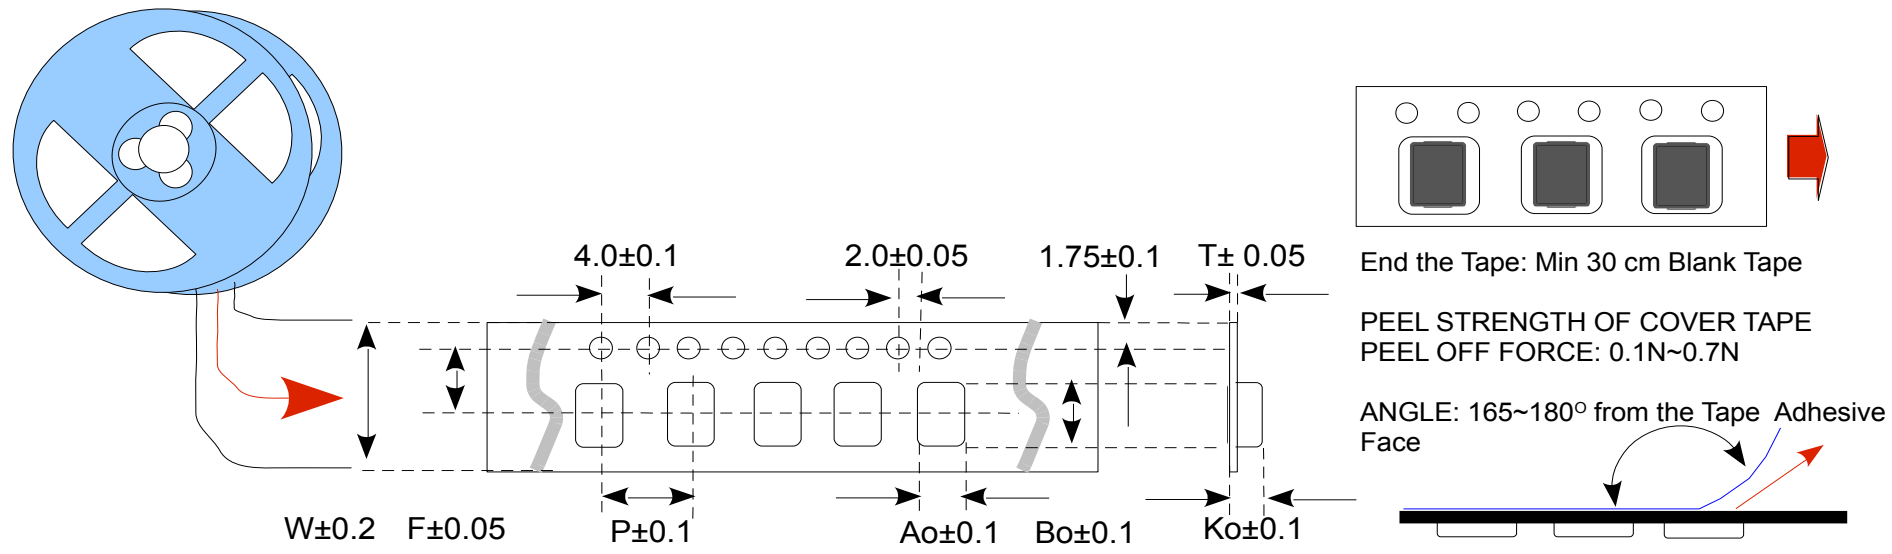 4.0±0.1
2.0±0.05
1.75±0.1
T± 0.05
W±0.2
F±0.05
P±0.1
Ao±0.1
Bo±0.1
Ko±0.1
End the Tape: Min 30 cm Blank Tape
PEEL STRENGTH OF COVER TAPE
PEEL OFF FORCE: 0.1N~0.7N
ANGLE: 165~180° from the Tape Adhesive
Face